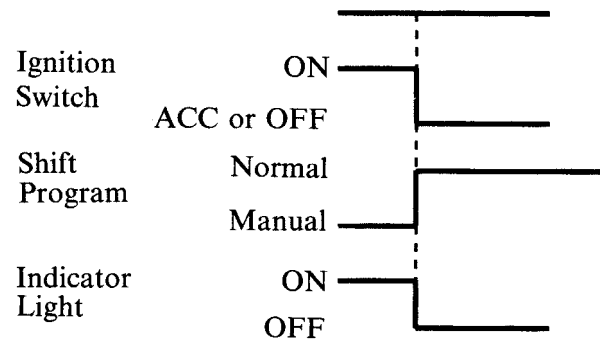 Ignition
Switch
ON
ACC or OFF
Shift
Program
Normal
Manual
Indicator
Light
ON
OFF